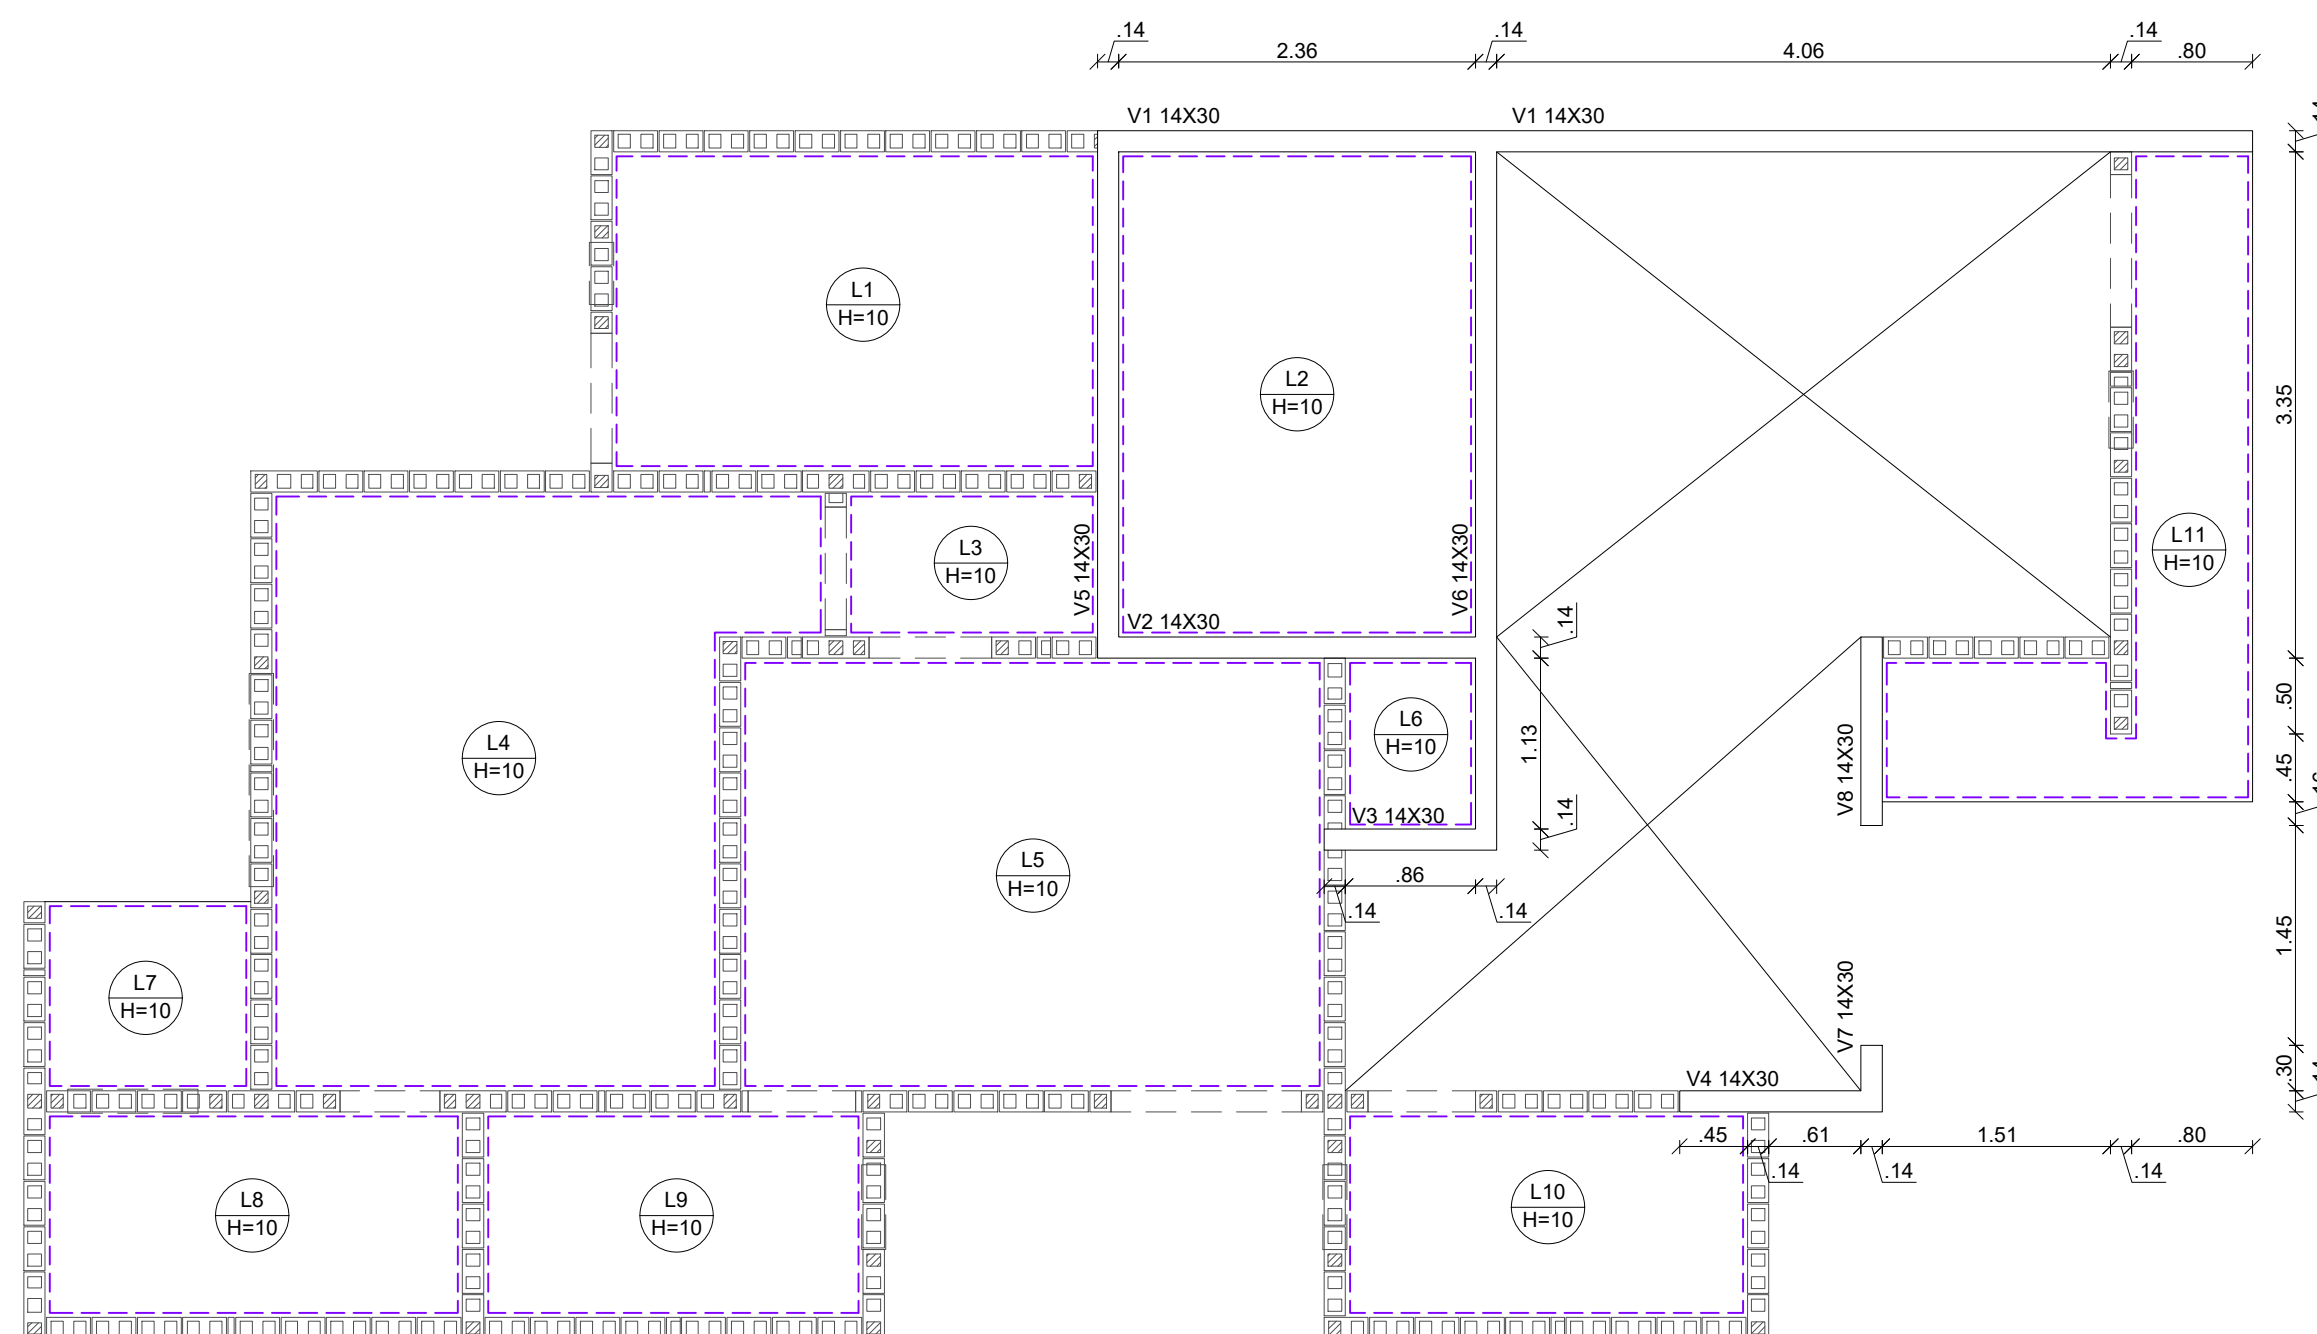 .14
.14
.14
2.36
4.06
.80
V1 14X30
V1 14X30
L1
H=10
L2
H=10
3.35
L3
H=10
V5 14X30
V6 14X30
L11
H=10
V2 14X30
.14
L6
H=10
.50
L4
H=10
1.13
V8 14X30
.45
V3 14X30
.14
L5
H=10
.86
.14
.14
1.45
L7
H=10
V7 14X30
V4 14X30
.30
.45
.61
1.51
.80
.14
.14
.14
L8
H=10
L9
H=10
L10
H=10